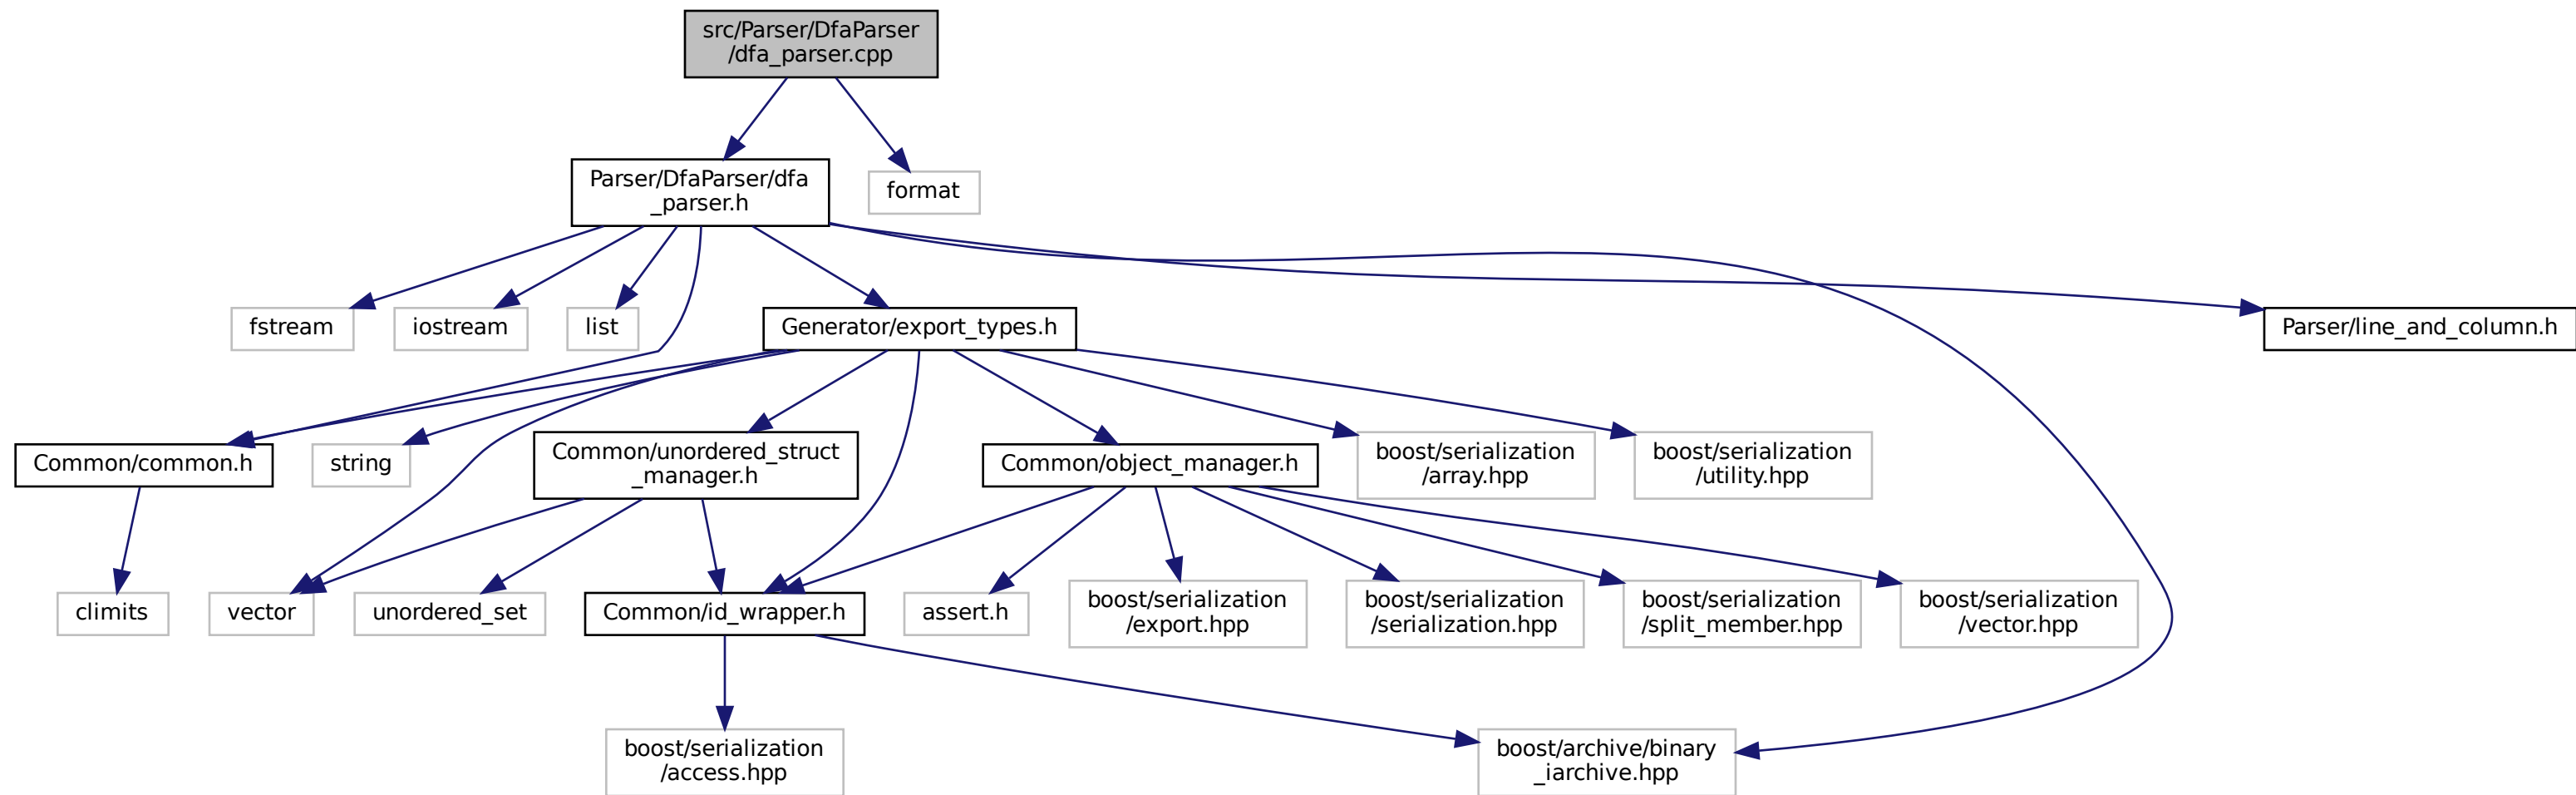 src/Parser/DfaParser
/dfa_parser.cpp
Parser/DfaParser/dfa
_parser.h
format
fstream
iostream
list
Generator/export_types.h
Parser/line_and_column.h
Common/common.h
string
Common/unordered_struct
_manager.h
Common/object_manager.h
boost/serialization
/array.hpp
boost/serialization
/utility.hpp
climits
vector
unordered_set
Common/id_wrapper.h
assert.h
boost/serialization
/export.hpp
boost/serialization
/serialization.hpp
boost/serialization
/split_member.hpp
boost/serialization
/vector.hpp
boost/serialization
/access.hpp
boost/archive/binary
_iarchive.hpp